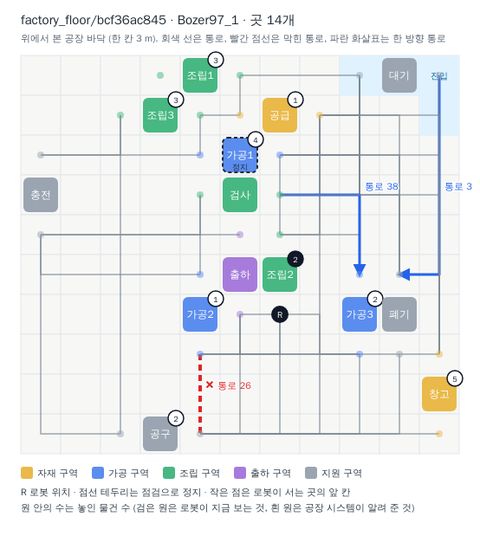 factory_floor/bcf36ac845 · Bozer97_1 · 곳 14개
위에서 본 공장 바닥 (한 칸 3 m). 회색 선은 통로, 빨간 점선은 막힌 통로, 파란 화살표는 한 방향 통로
조립1 3
대기
진입
조립3 3
공급 1
가공1 4
정지
충전
검사
통로 38
통로 3
출하
조립2 2
가공2 1
R
가공3 2
폐기
✕ 통로 26
창고 5
공구 2
자재 구역 가공 구역 조립 구역 출하 구역 지원 구역
R 로봇 위치 · 점선 테두리는 점검으로 정지 · 작은 점은 로봇이 서는 곳의 앞 칸
원 안의 수는 놓인 물건 수 (검은 원은 로봇이 지금 보는 것, 흰 원은 공장 시스템이 알려 준 것)